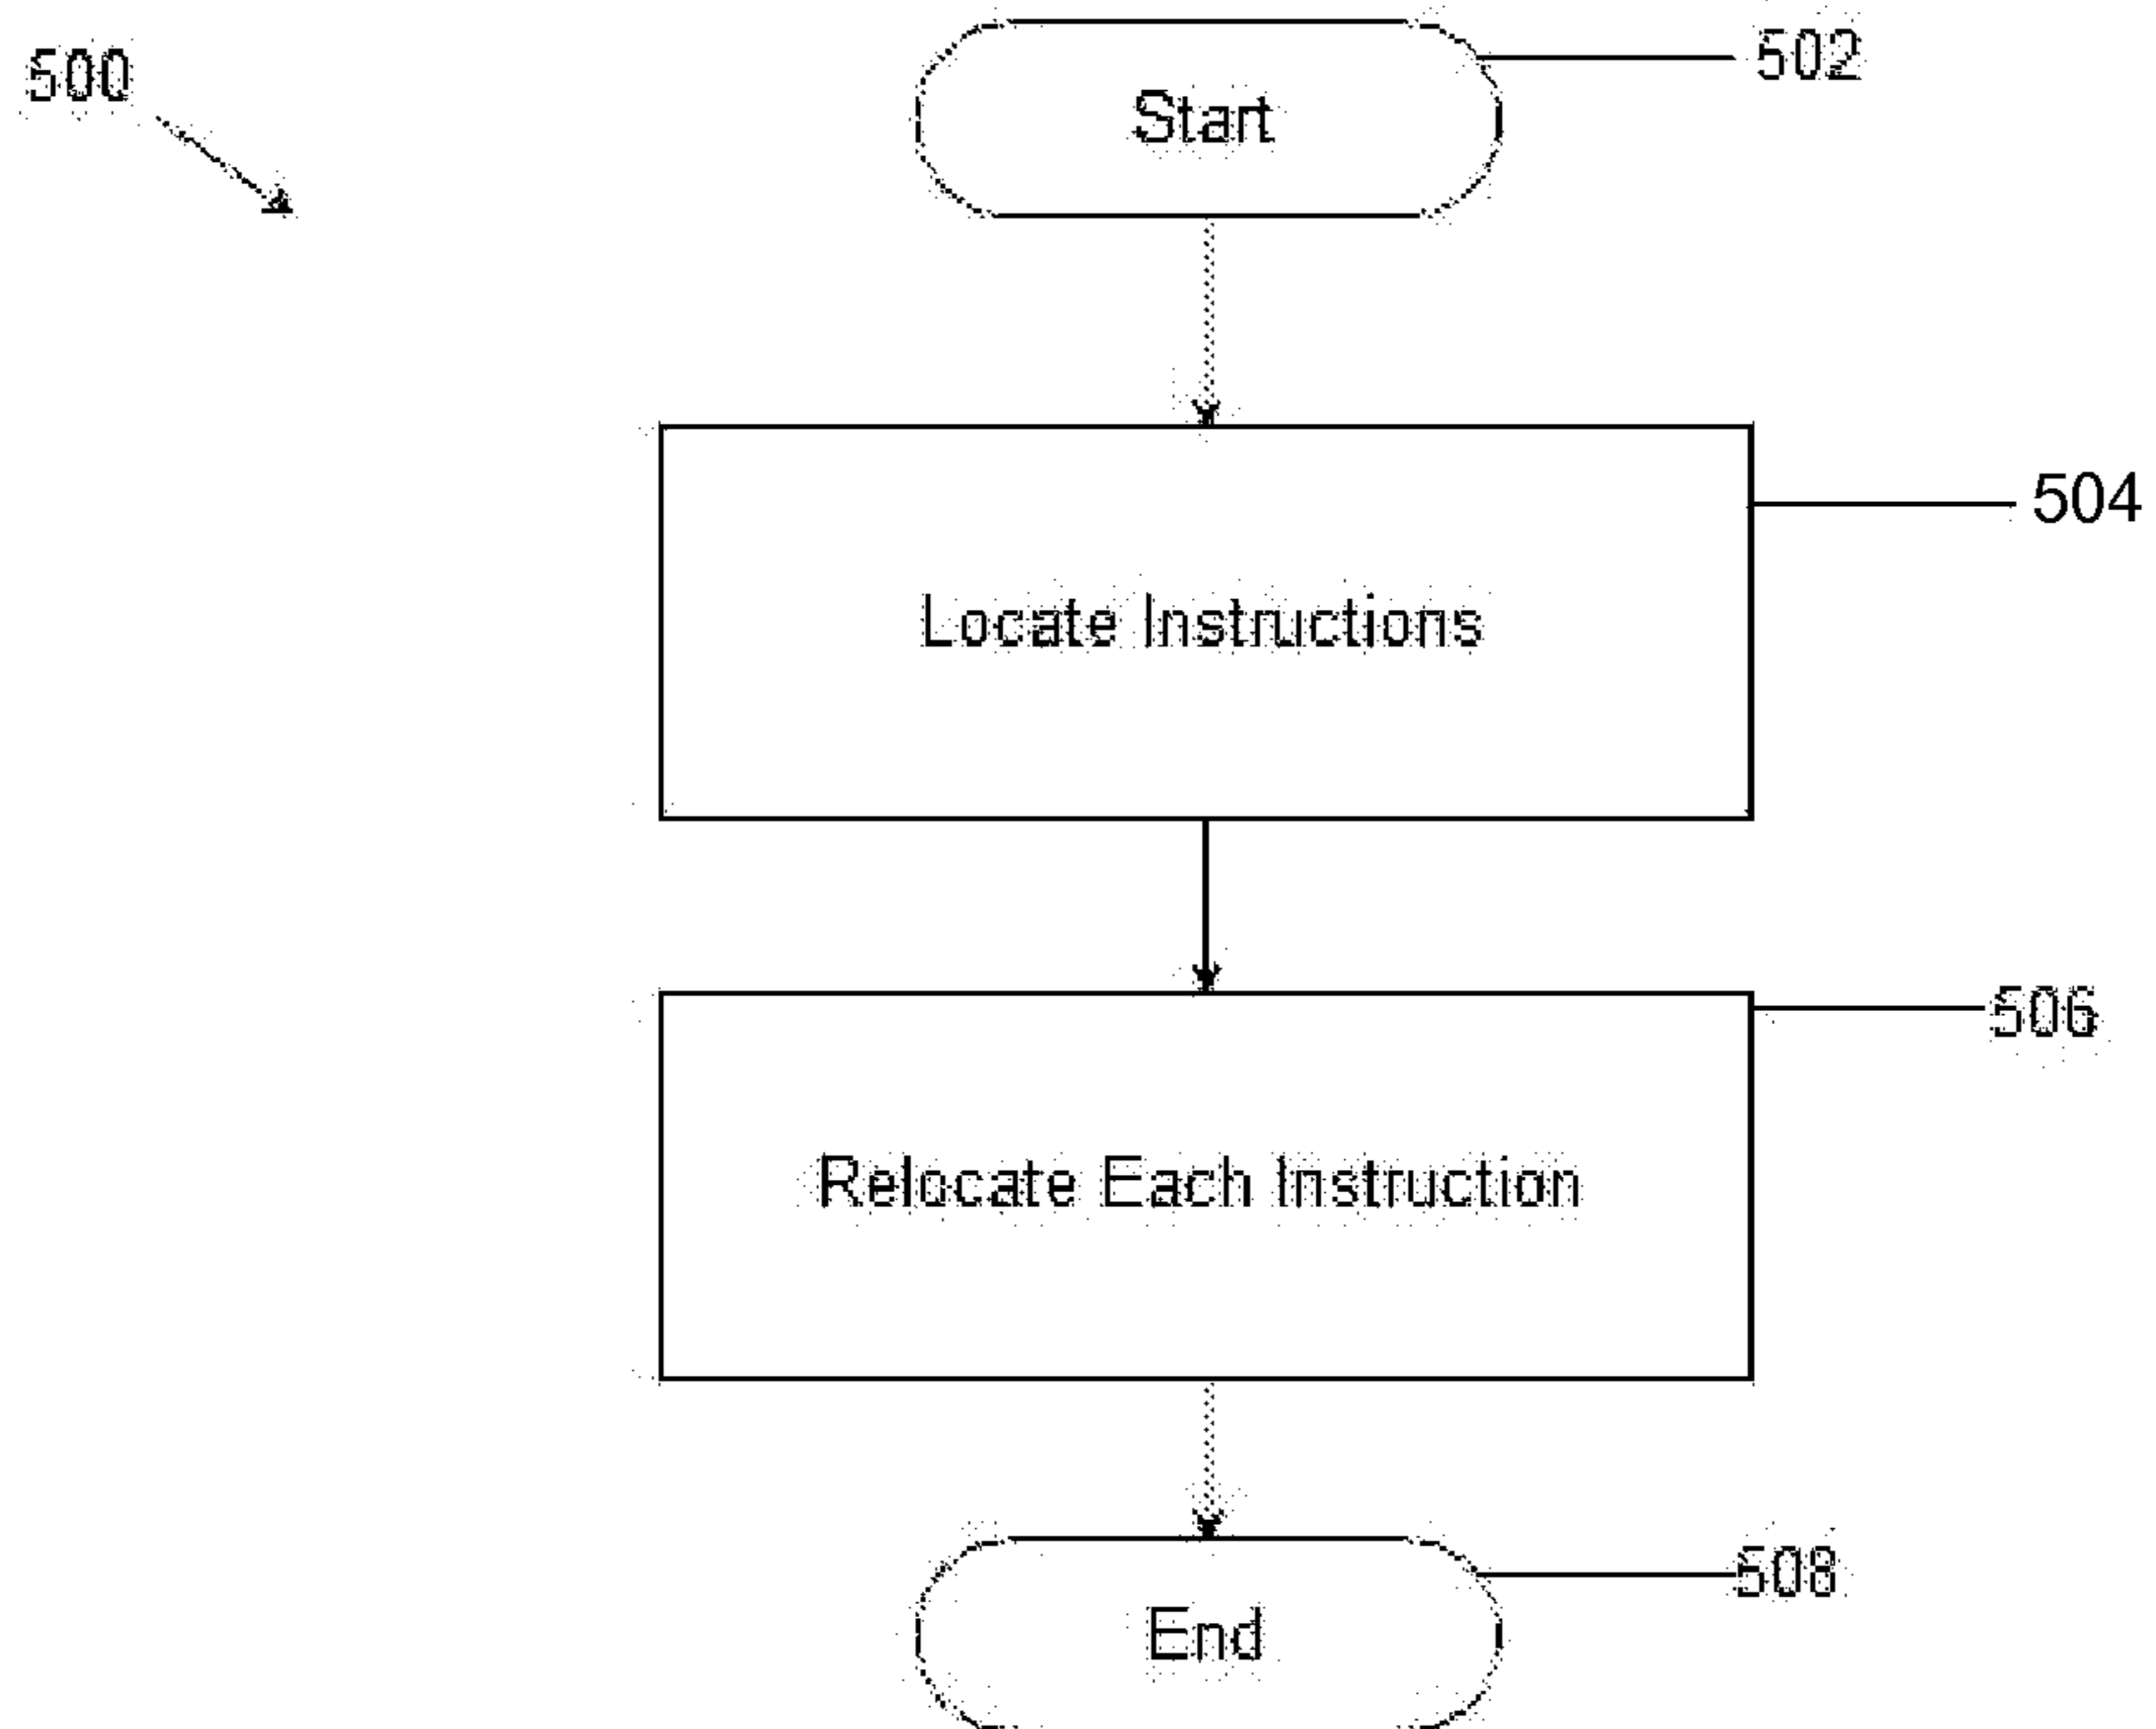 500
502
Start
504
Locate Instructions
506
Relocate Each Instruction
508
End